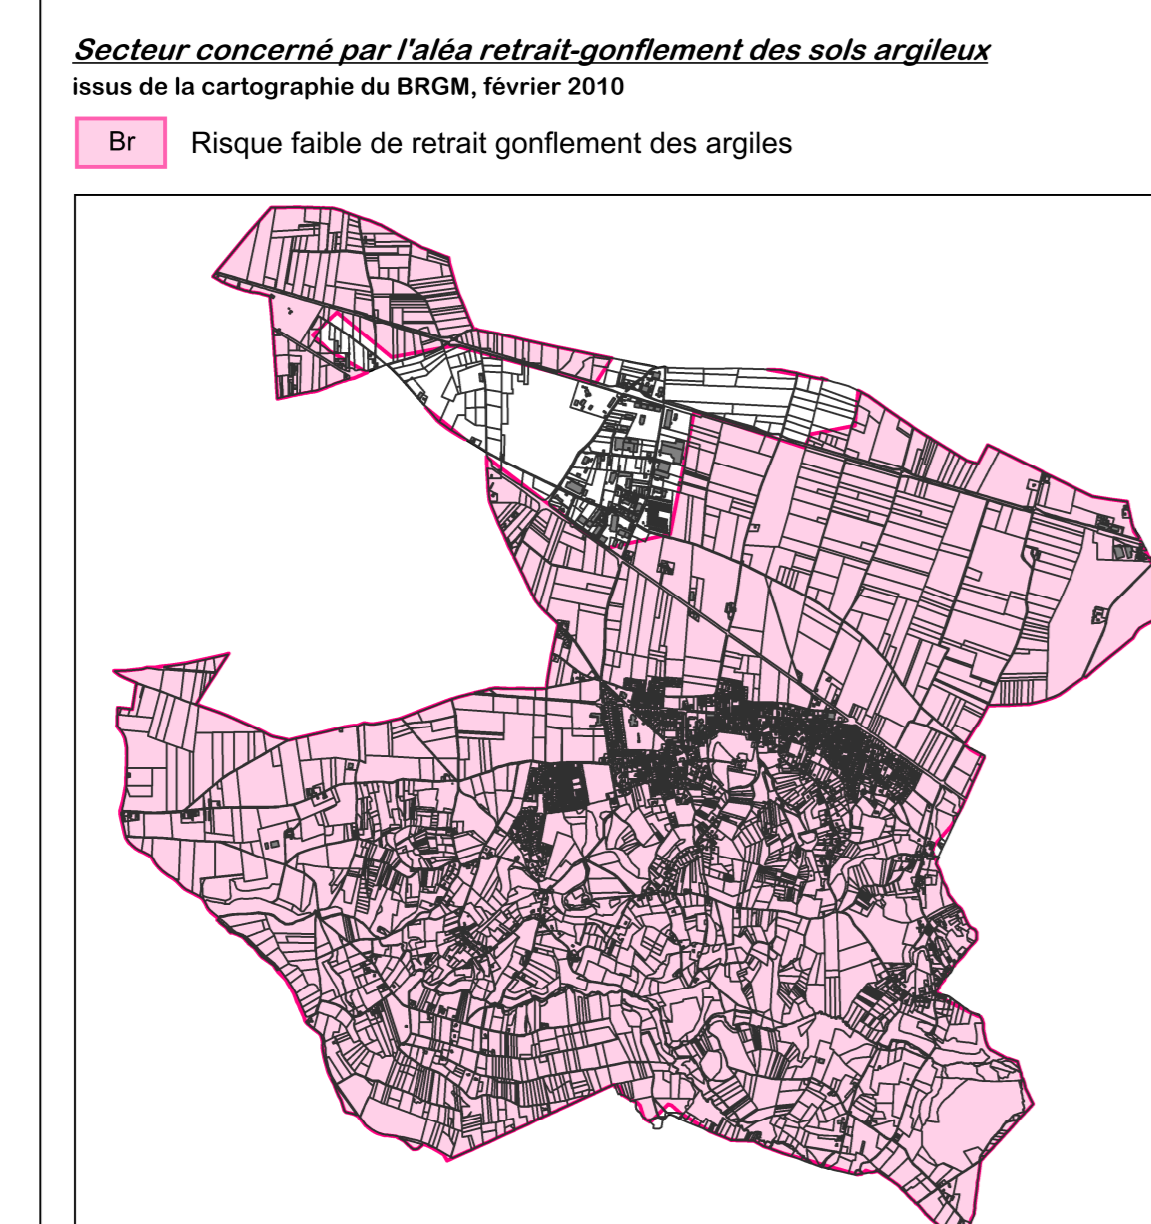 Secteur concerné par l'aléa retrait-gonflement des sols argileux
issus de la cartographie du BRGM, février 2010
Br Risque faible de retrait gonflement des argiles